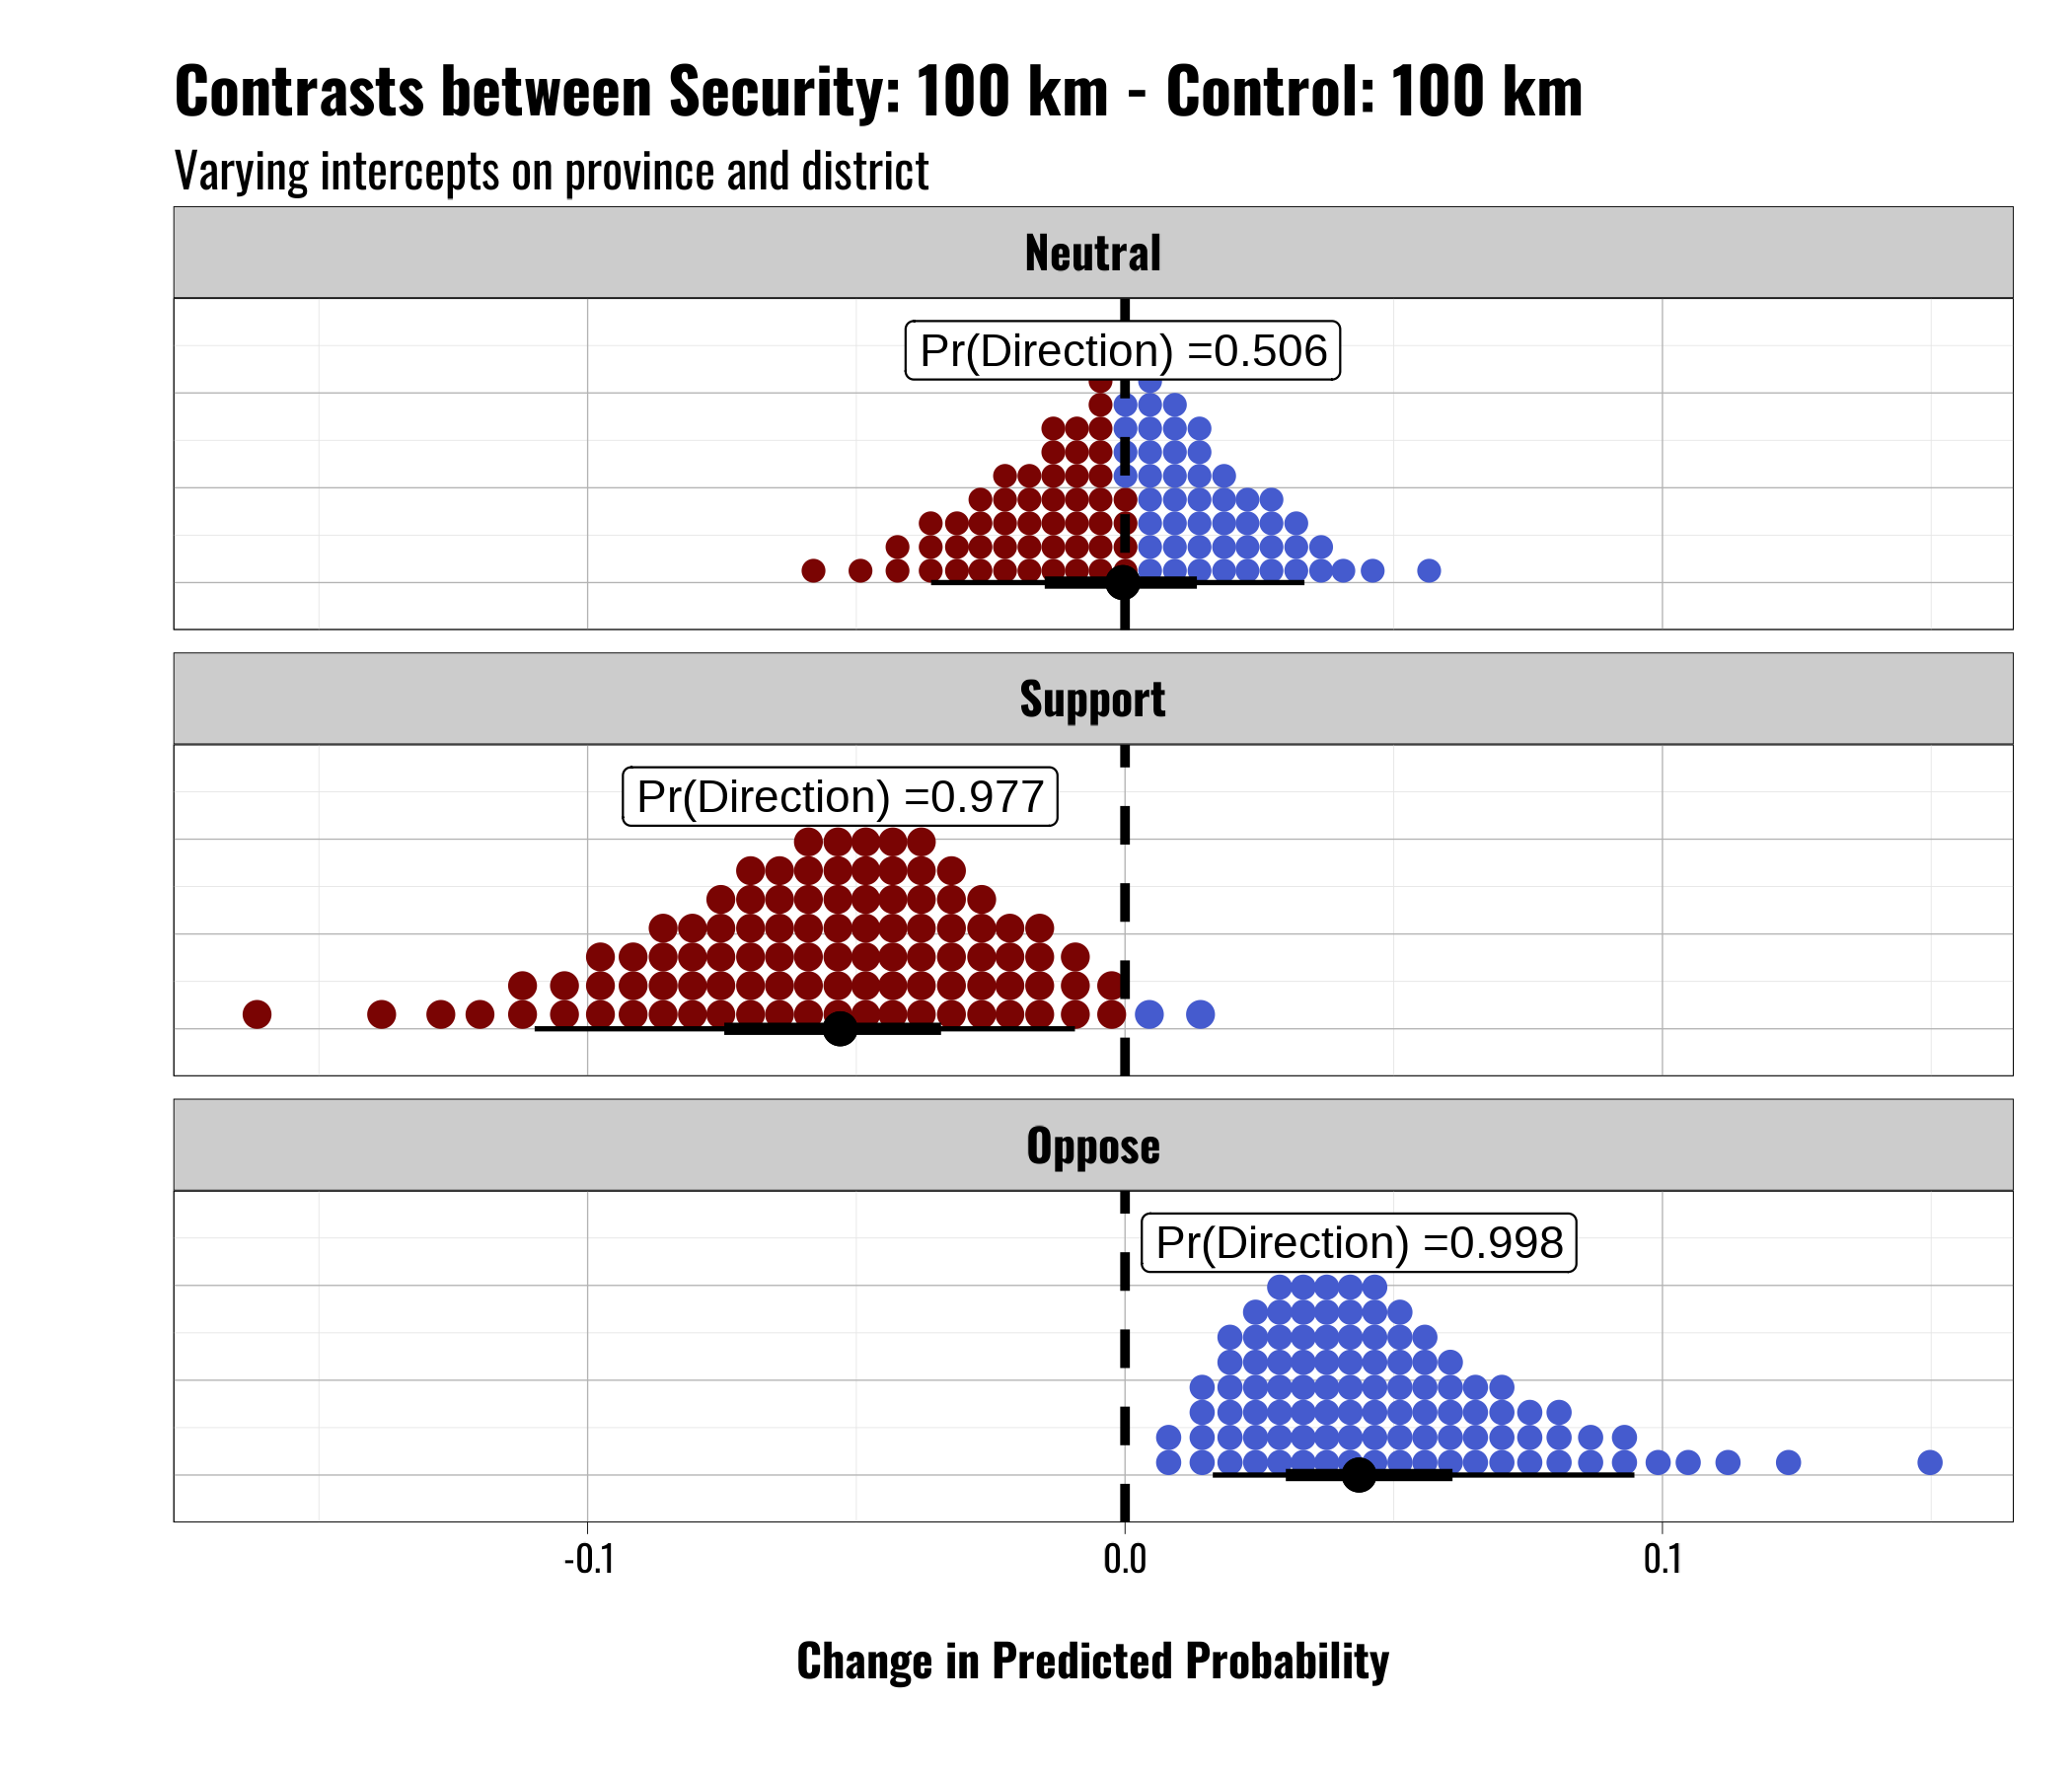 Contrasts between Security: 100 km - Control: 100 km
Varying intercepts on province and district
Neutral
Pr(Direction) =0.506
Support
Pr(Direction) =0.977
Oppose
Pr(Direction) =0.998
-0.1 0.0 0.1
Change in Predicted Probability